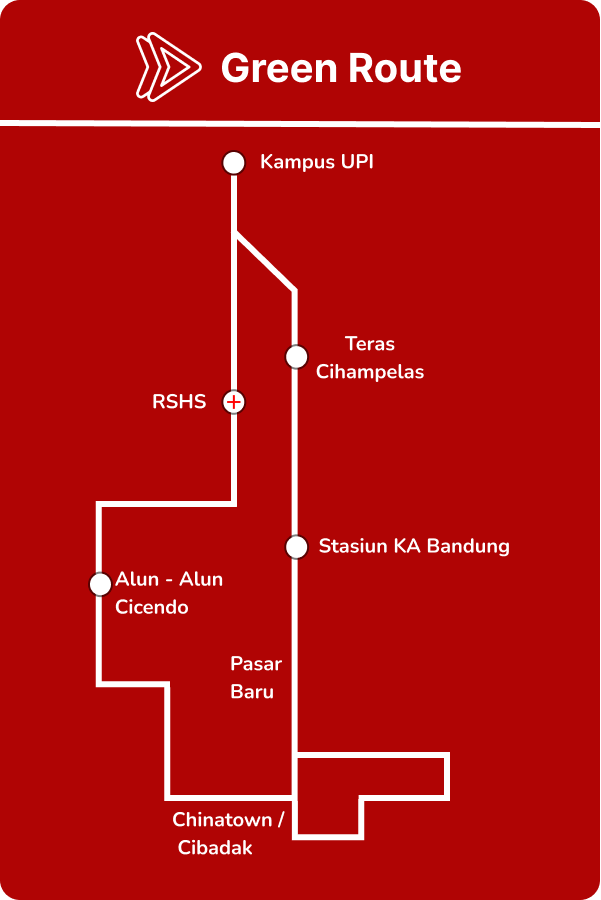 Green Route
Kampus UPI
Teras
Cihampelas
RSHS
Stasiun KA Bandung
Alun - Alun
Cicendo
Pasar
Baru
Chinatown /
Cibadak